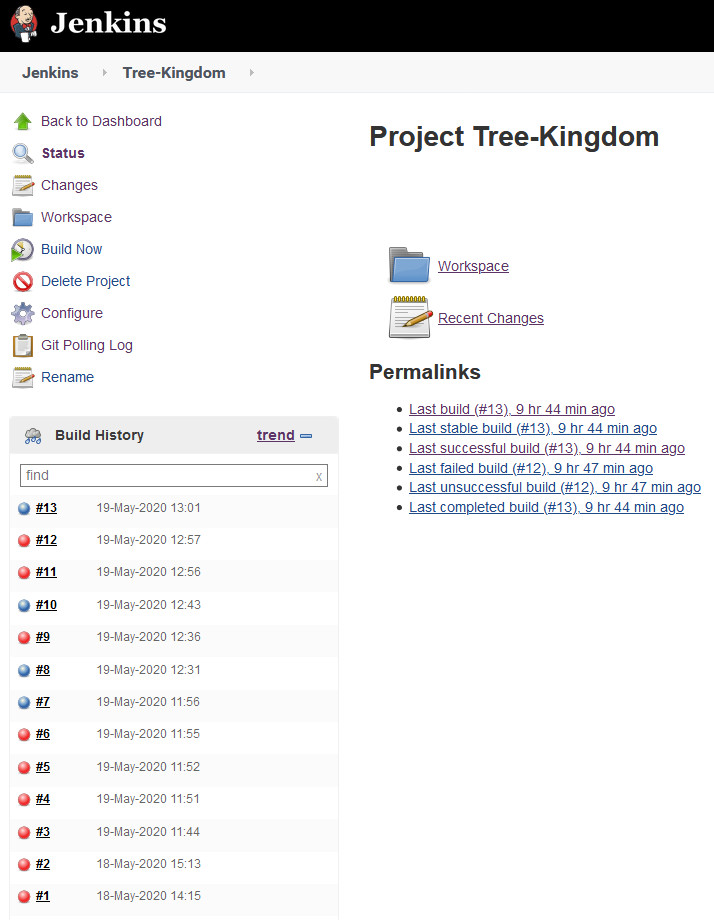 Jenkins
Jenkins Tree-Kingdom
Back to Dashboard
Status
Changes
Workspace
Build Now
Delete Project
Configure
Git Polling Log
Rename
Build History trend
find x
#13 19-May-2020 13:01
#12 19-May-2020 12:57
#11 19-May-2020 12:56
#10 19-May-2020 12:43
#9 19-May-2020 12:36
#8 19-May-2020 12:31
#7 19-May-2020 11:56
#6 19-May-2020 11:55
#5 19-May-2020 11:52
#4 19-May-2020 11:51
#3 19-May-2020 11:44
#2 18-May-2020 15:13
#1 18-May-2020 14:15
Project Tree-Kingdom
Workspace
Recent Changes
Permalinks
Last build (#13), 9 hr 44 min ago
Last stable build (#13), 9 hr 44 min ago
Last successful build (#13), 9 hr 44 min ago
Last failed build (#12), 9 hr 47 min ago
Last unsuccessful build (#12), 9 hr 47 min ago
Last completed build (#13), 9 hr 44 min ago